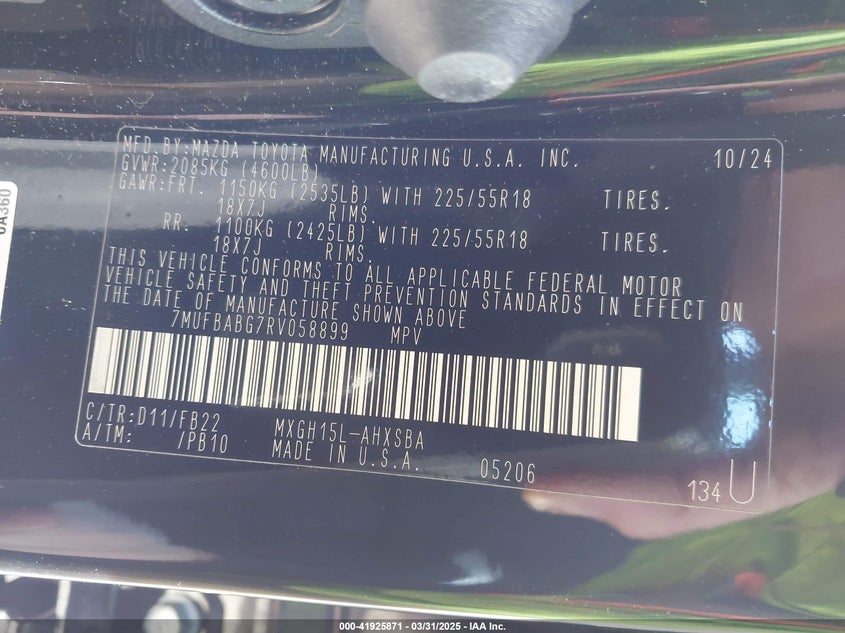 MFD BY:MAZDA TOYOTA MANUFACTURING U.S.A. INC. 10/24
GVWR:2085KG (4600LB)
GAWR:FRT. 1150KG (2535LB) WITH 225/55R18 TIRES.
18X7J RIMS.
RR. 1100KG (2425LB) WITH 225/55R18 TIRES.
18X7J RIMS.
THIS VEHICLE CONFORMS TO ALL APPLICABLE FEDERAL MOTOR
VEHICLE SAFETY AND THEFT PREVENTION STANDARDS IN EFFECT ON
THE DATE OF MANUFACTURE SHOWN ABOVE
7MUFBABG7RV058899 MPV
C/TR:D11/FB22 MXGH15L-AHXSBA
A/TM: /PB10 MADE IN U.S.A. 05206
134 U
0A360
000-41925871 - 03/31/2025 - IAA Inc.